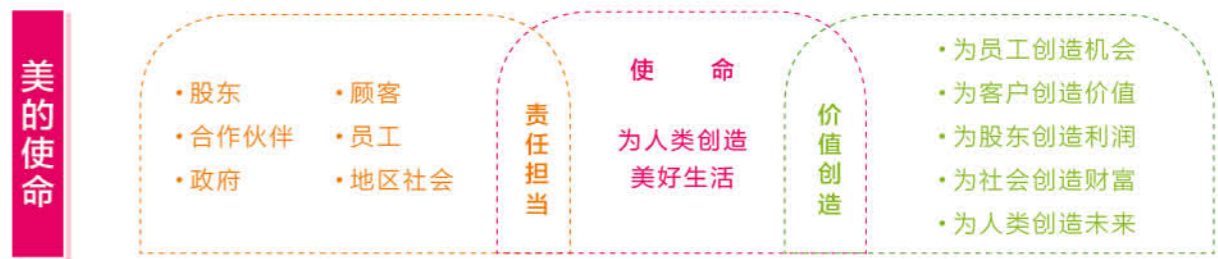 美的使命
• 股东
• 顾客
• 合作伙伴
• 员工
• 政府
• 地区社会
责任担当
使 命
为人类创造
美好生活
价值创造
• 为员工创造机会
• 为客户创造价值
• 为股东创造利润
• 为社会创造财富
• 为人类创造未来